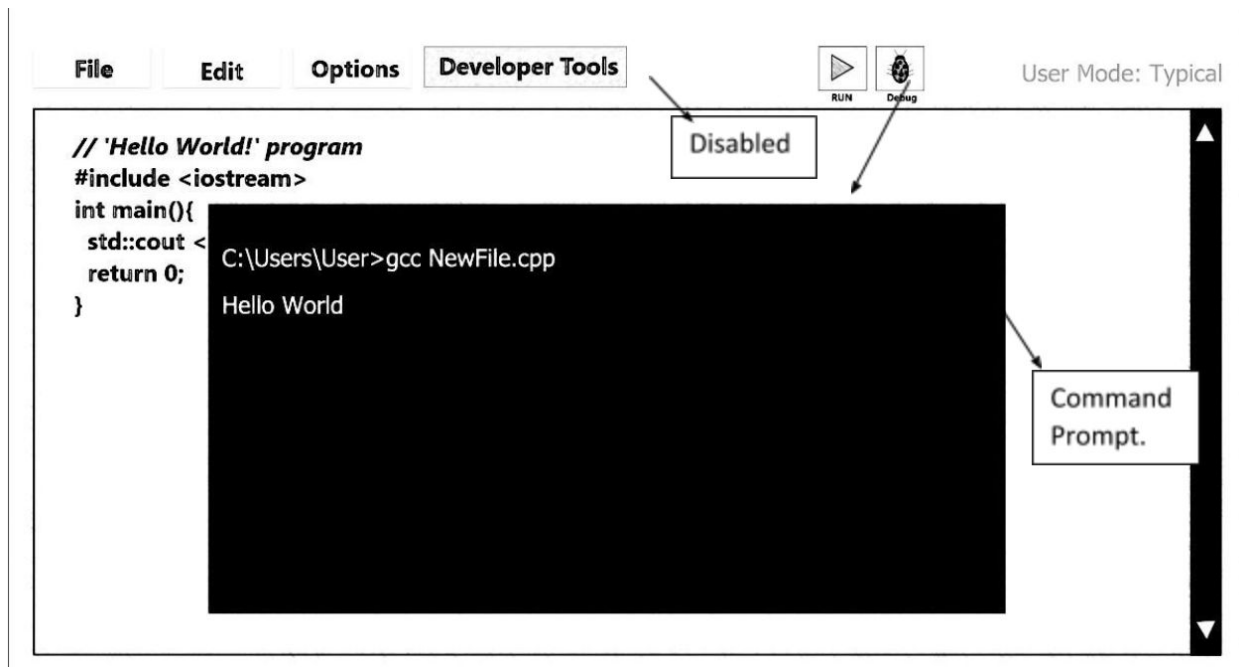 File Edit Options Developer Tools
RUN Debug
User Mode: Typical
Disabled
// 'Hello World!' program
#include <iostream>
int main(){
std::cout <
return 0;
}
C:\Users\User>gcc NewFile.cpp
Hello World
Command
Prompt.